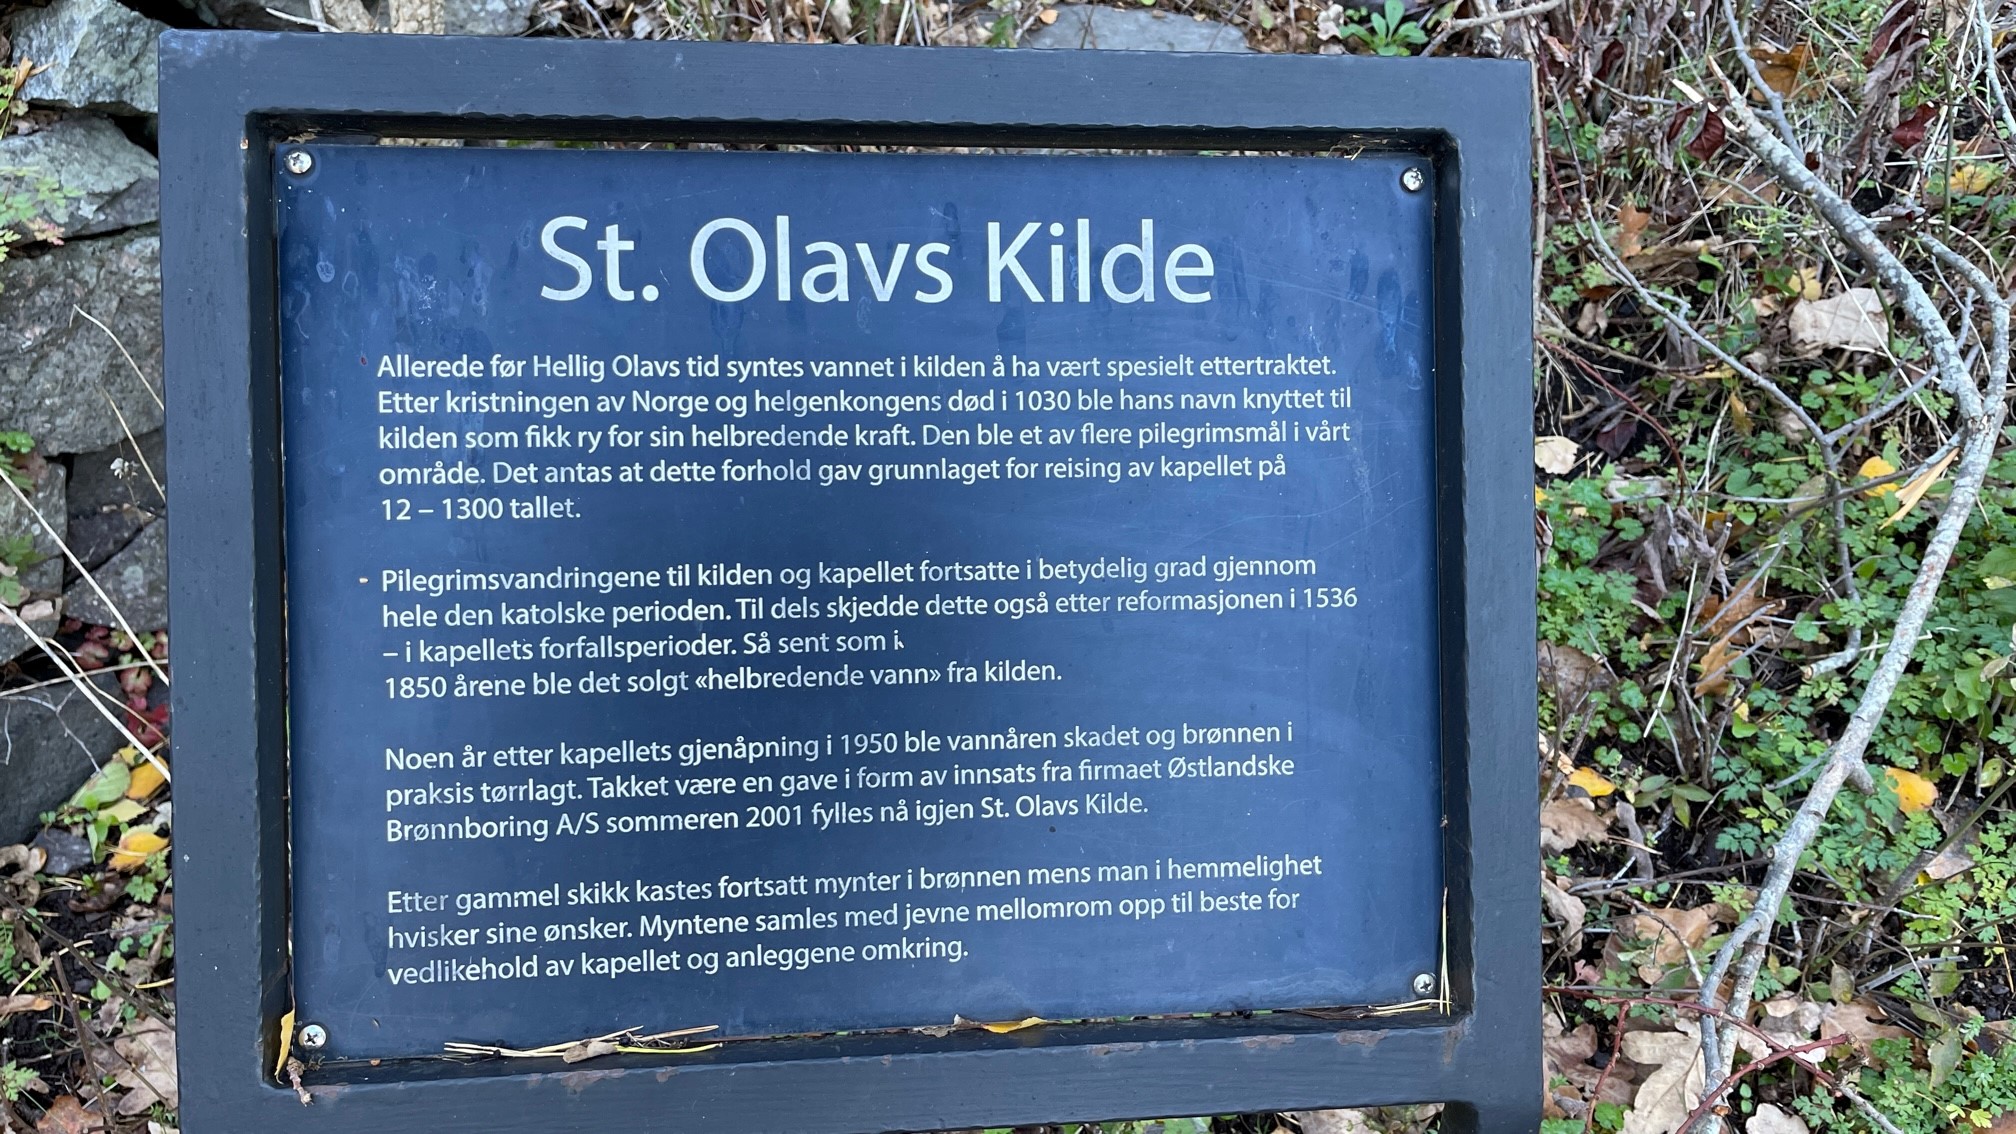 St. Olavs Kilde
Allerede før Hellig Olavs tid syntes vannet i kilden å ha vært spesielt ettertraktet.
Etter kristningen av Norge og helgenkongens død i 1030 ble hans navn knyttet til
kilden som fikk ry for sin helbredende kraft. Den ble et av flere pilegrimsmål i vårt
område. Det antas at dette forhold gav grunnlaget for reising av kapellet på
12 – 1300 tallet.
Pilegrimsvandringene til kilden og kapellet fortsatte i betydelig grad gjennom
hele den katolske perioden. Til dels skjedde dette også etter reformasjonen i 1536
– i kapellets forfallsperioder. Så sent som i
1850 årene ble det solgt «helbredende vann» fra kilden.
Noen år etter kapellets gjenåpning i 1950 ble vannåren skadet og brønnen i
praksis tørrlagt. Takket være en gave i form av innsats fra firmaet Østlandske
Brønnboring A/S sommeren 2001 fylles nå igjen St. Olavs Kilde.
Etter gammel skikk kastes fortsatt mynter i brønnen mens man i hemmelighet
hvisker sine ønsker. Myntene samles med jevne mellomrom opp til beste for
vedlikehold av kapellet og anleggene omkring.